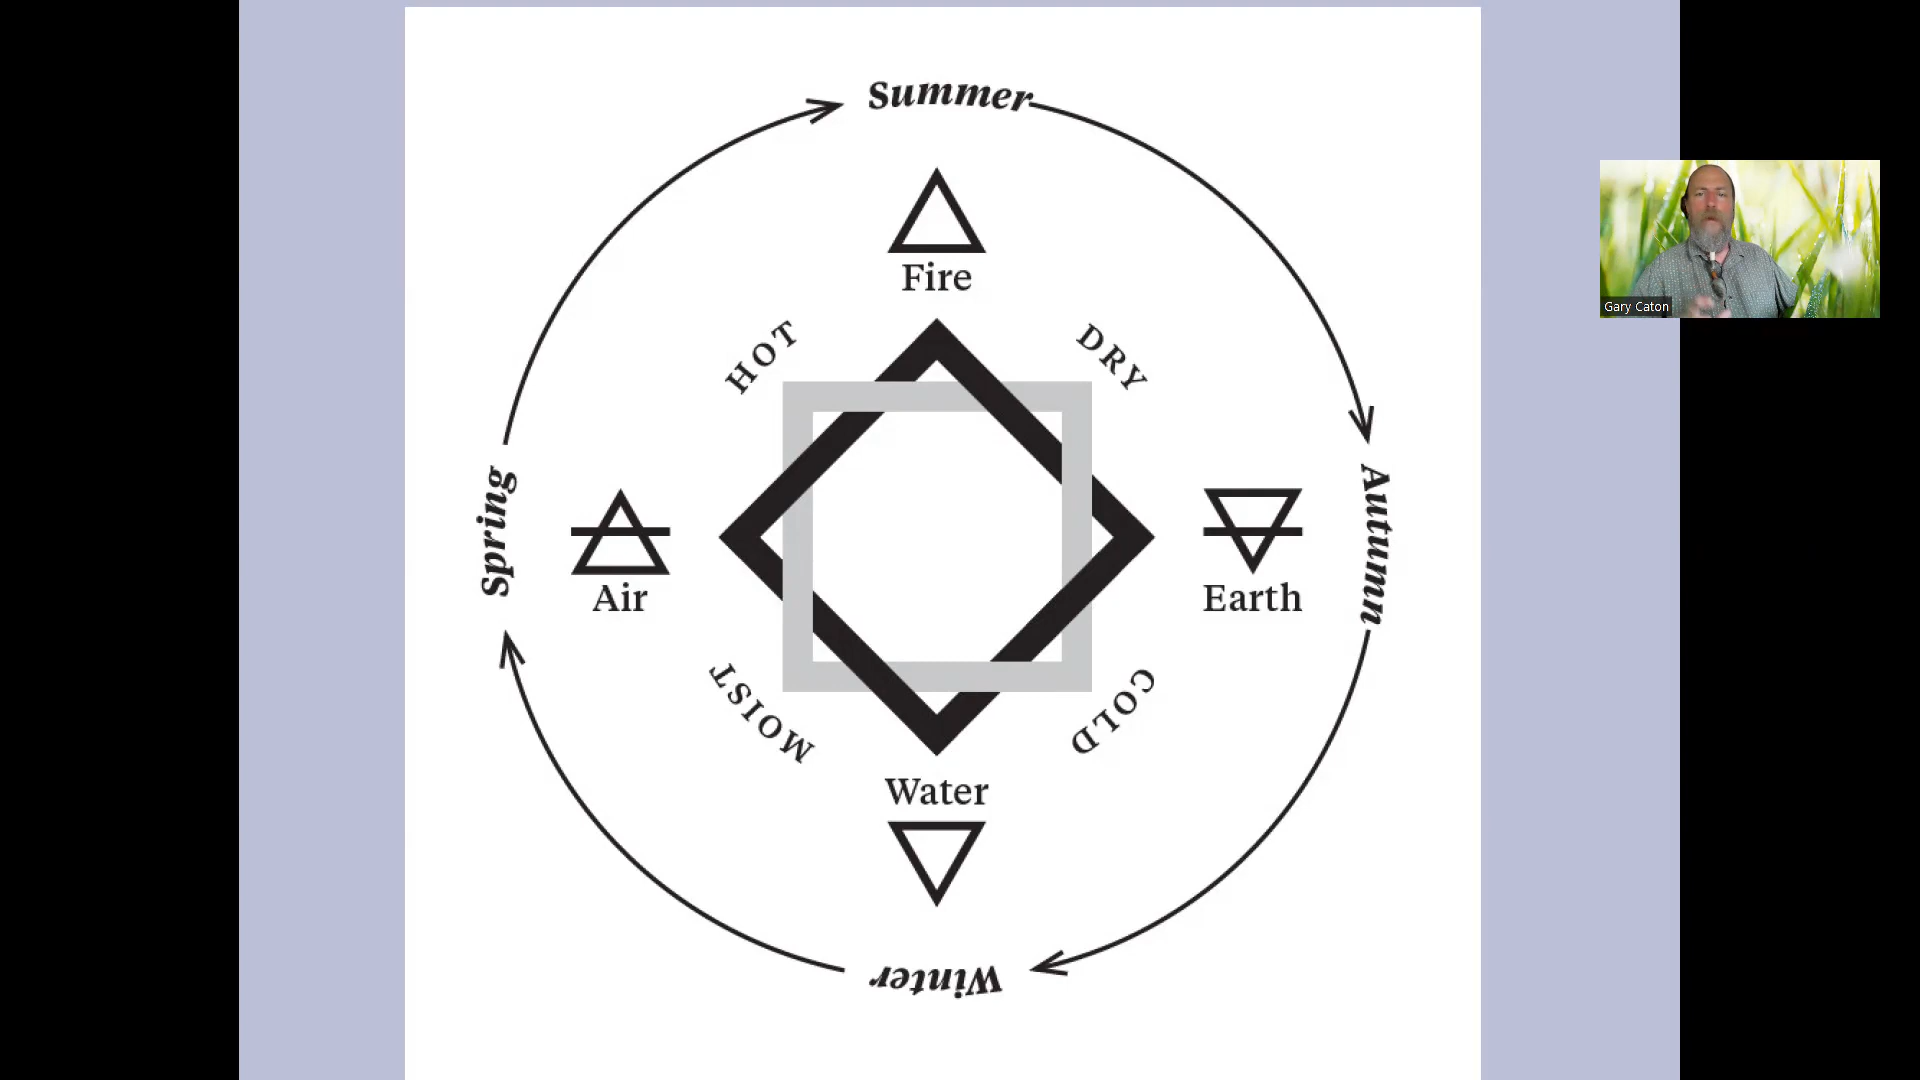 Summer
Fire
HOT
DRY
Spring
Autumn
Air
Earth
MOIST
COLD
Water
Winter
Gary Caton